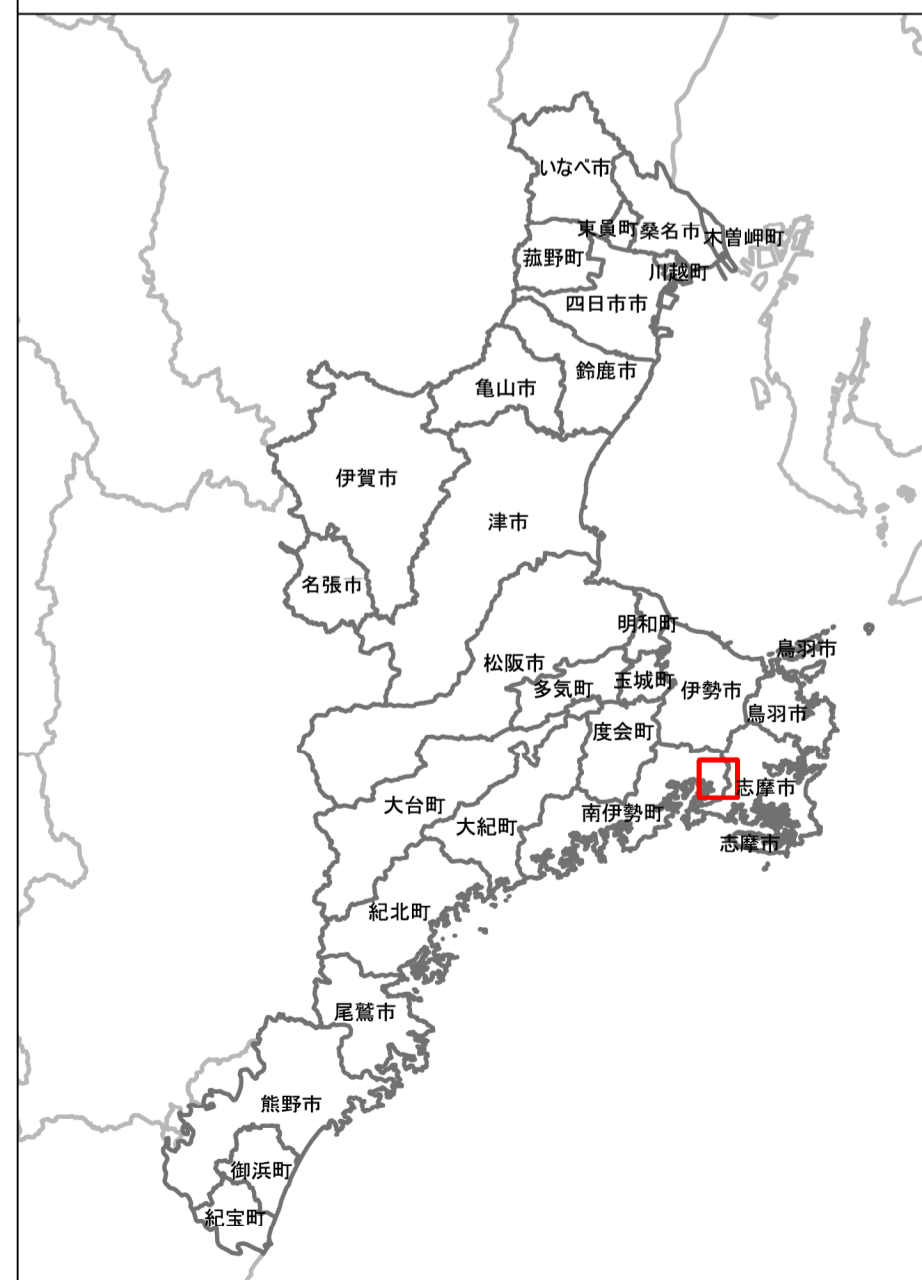 いなべ市
東員町
桑名市
木曽岬町
菰野町
川越町
四日市市
鈴鹿市
亀山市
伊賀市
津市
名張市
明和町
鳥羽市
松阪市
多気町
玉城町
伊勢市
鳥羽市
度会町
志摩市
大台町
南伊勢町
大紀町
志摩市
紀北町
尾鷲市
熊野市
御浜町
紀宝町